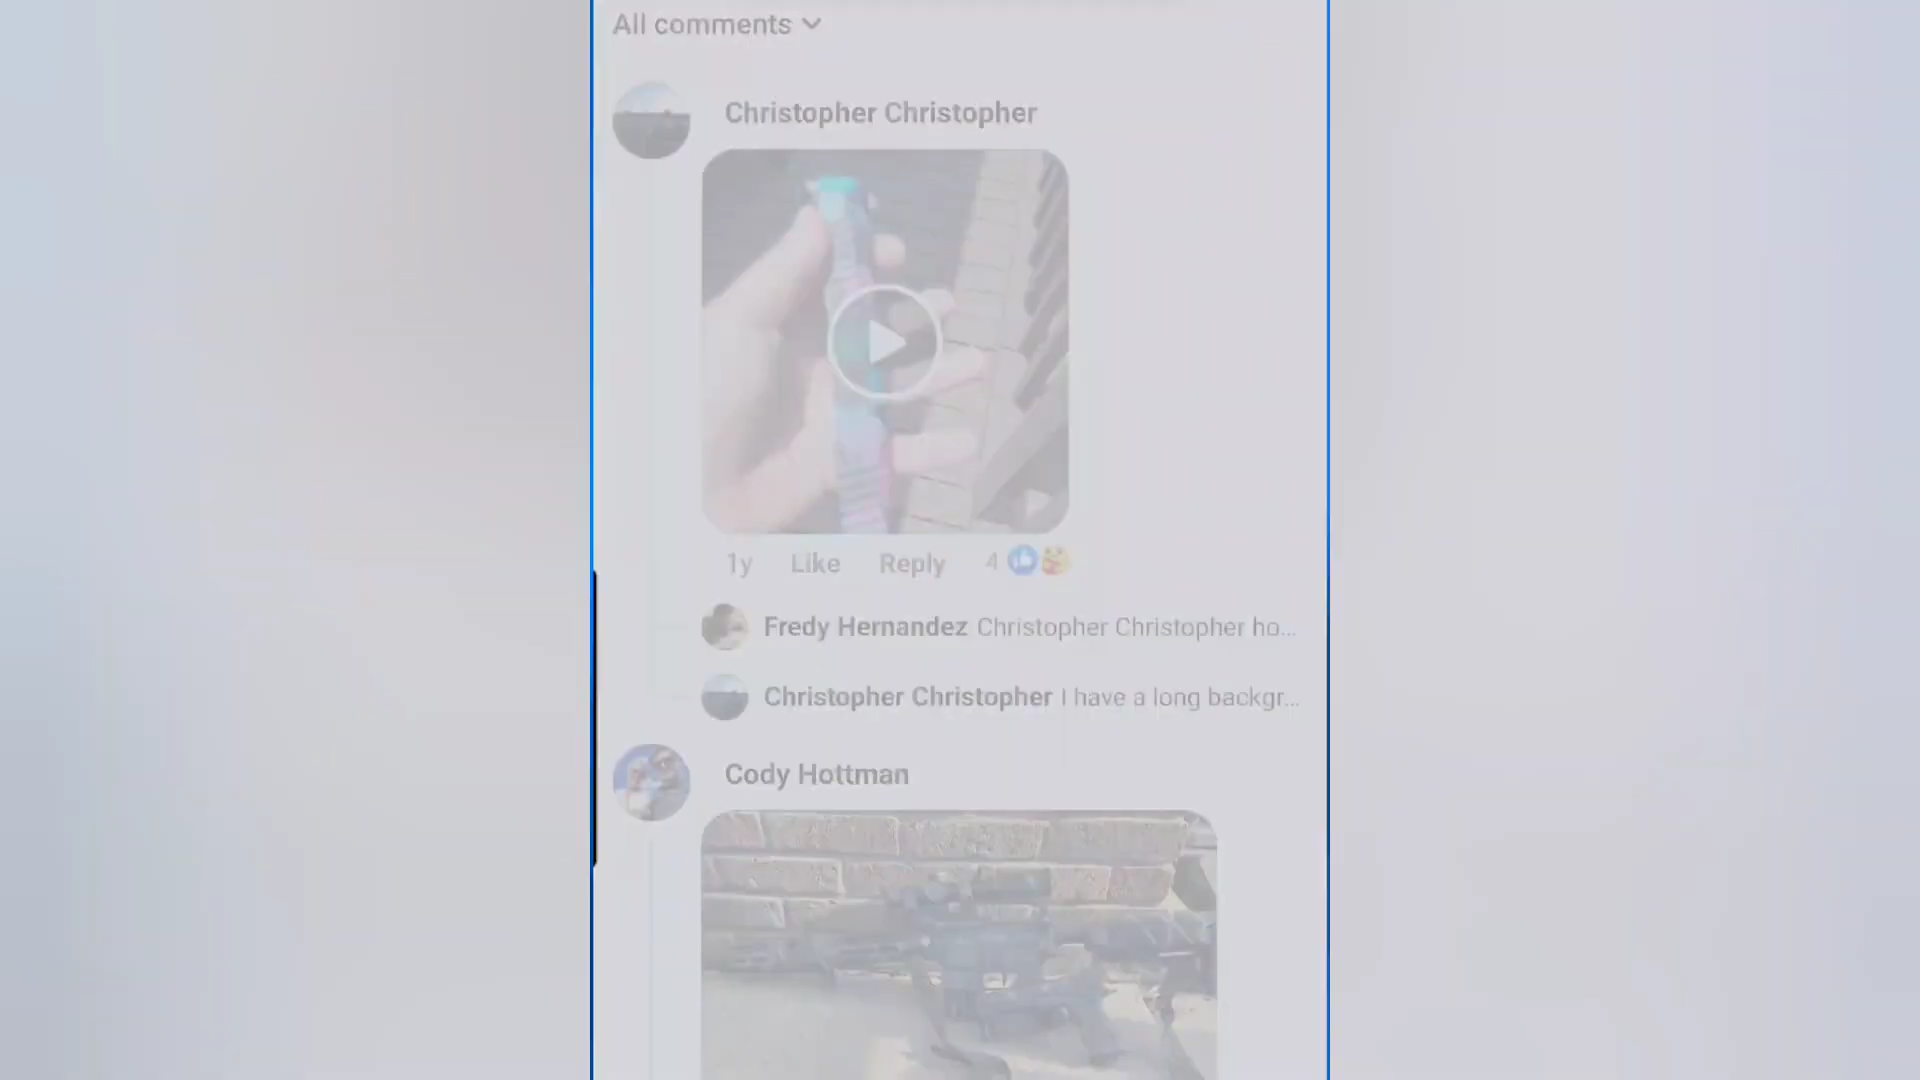 All comments
Christopher Christopher
1y Like Reply 4
Fredy Hernandez Christopher Christopher ho...
Christopher Christopher I have a long backgr...
Cody Hottman